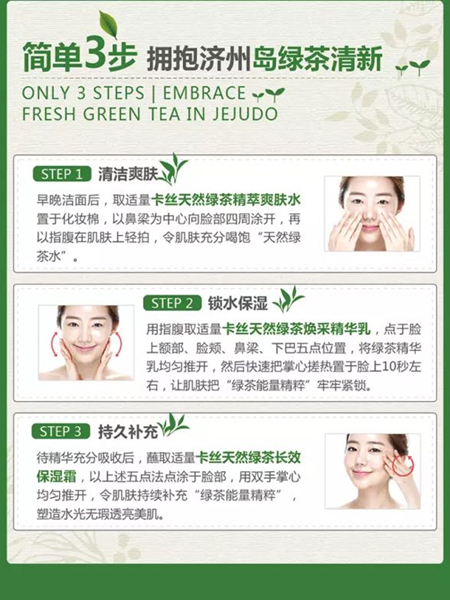 简单3步 拥抱济州岛绿茶清新
ONLY 3 STEPS | EMBRACE
FRESH GREEN TEA IN JEJUDO
STEP 1 清洁爽肤
早晚洁面后，取适量卡丝天然绿茶精萃爽肤水
置于化妆棉，以鼻梁为中心向脸部四周涂开，再
以指腹在肌肤上轻拍，令肌肤充分喝饱“天然绿
茶水”。
STEP 2 锁水保湿
用指腹取适量卡丝天然绿茶焕采精华乳，点于脸
上额部、脸颊、鼻梁、下巴五点位置，将绿茶精华
乳均匀推开，然后快速把掌心搓热置于脸上10秒左
右，让肌肤把“绿茶能量精粹”牢牢紧锁。
STEP 3 持久补充
待精华充分吸收后，蘸取适量卡丝天然绿茶长效
保湿霜，以上述五点法点涂于脸部，用双手掌心
均匀推开，令肌肤持续补充“绿茶能量精粹”，
塑造水光无瑕透亮美肌。